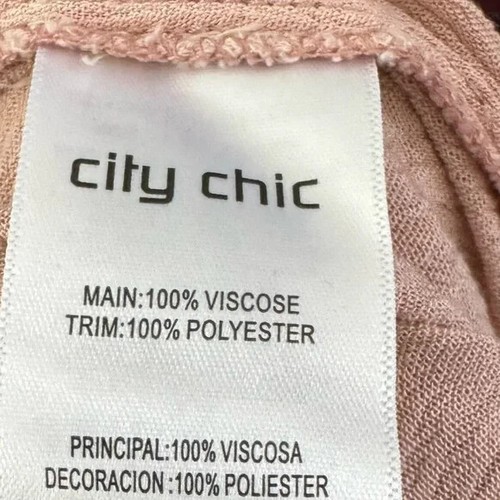 city chic
MAIN:100% VISCOSE
TRIM:100% POLYESTER
PRINCIPAL:100% VISCOSA
DECORACION:100% POLIESTER